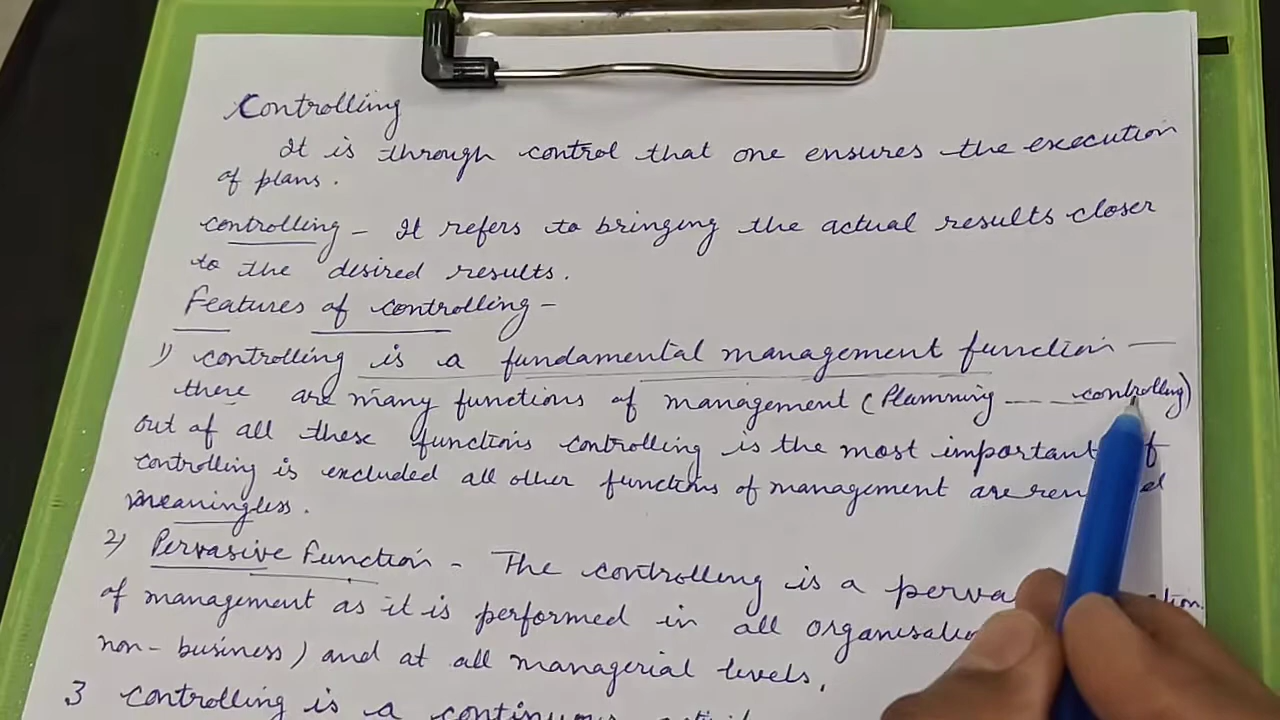 Controlling
It is through control that one ensures the execution
of plans.
controlling - It refers to bringing the actual results closer
to the desired results.
Features of controlling -
1) controlling is a fundamental management function -
there are many functions of management (Planning --- controlling)
out of all these functions controlling is the most important
controlling is excluded all other functions of management are
meaningless.
2) Pervasive Function - The controlling is a
of management as it is performed in all
non-business) and at all managerial levels.
3 controlling is a continuous